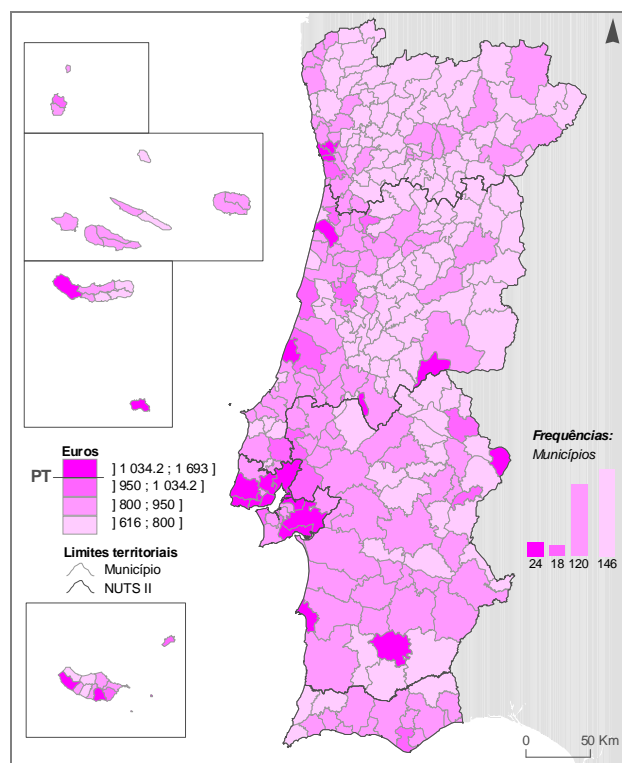 Euros
PT
] 1 034.2 ; 1 693 ]
] 950 ; 1 034.2 ]
] 800 ; 950 ]
] 616 ; 800 ]
Limites territoriais
Município
NUTS II
Frequências:
Municípios
24 18 120 146
0 50 Km